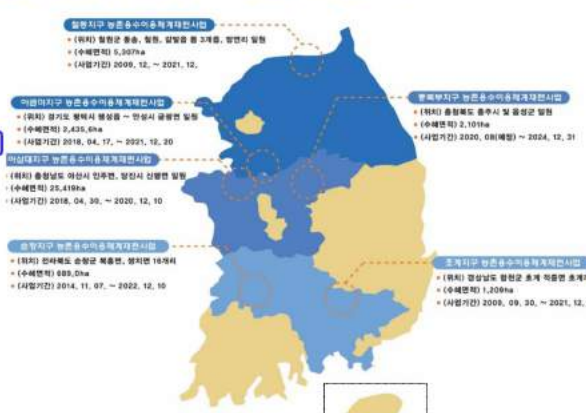 철원지구 농촌용수이용체계재편사업
• (위치) 철원군 동송, 철원, 갈말읍 등 3개읍, 방면리 일원
• (수혜면적) 5,307ha
• (사업기간) 2009, 12, ~ 2021, 12,
아평미지구 농촌용수이용체계재편사업
• (위치) 경기도 평택시 팽성읍 ~ 안성시 공도면 일원
• (수혜면적) 2,435,6ha
• (사업기간) 2018, 04, 17, ~ 2021, 12, 20
아삽대지구 농촌용수이용체계재편사업
• (위치) 충청남도 아산시 인주면, 당진시 신평면 일원
• (수혜면적) 25,419ha
• (사업기간) 2018, 04, 30, ~ 2020, 12, 10
순창지구 농촌용수이용체계재편사업
• (위치) 전라북도 순창군 복흥면, 쌍치면 16개리
• (수혜면적) 689,0ha
• (사업기간) 2014, 11, 07, ~ 2022, 12, 10
충북부지구 농촌용수이용체계재편사업
• (위치) 충청북도 충주시 및 음성군 일원
• (수혜면적) 2,101ha
• (사업기간) 2020, 08(예정) ~ 2024, 12, 31
초계지구 농촌용수이용체계재편사업
• (위치) 경상남도 합천군 초계 적중면 초계
• (수혜면적) 1,209ha
• (사업기간) 2009, 09, 30, ~ 2021, 12,